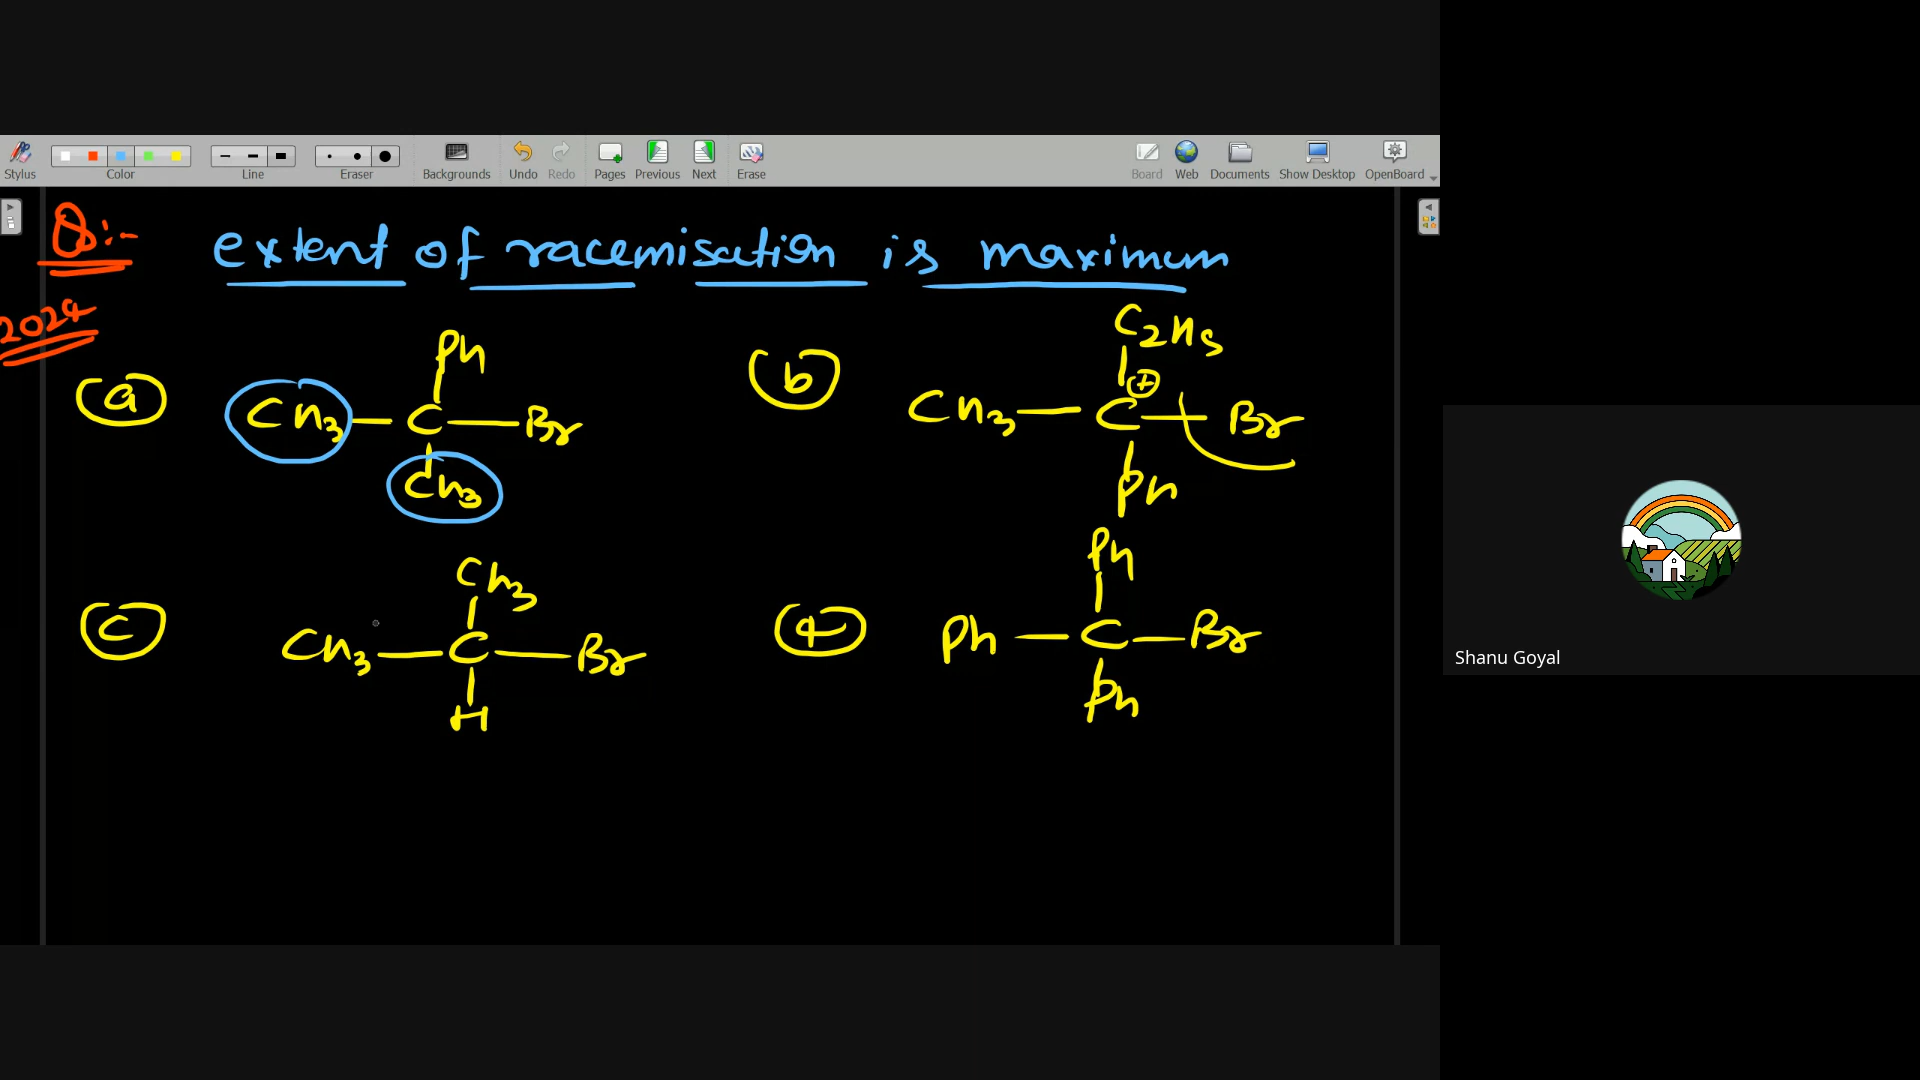 Stylus
Color
Line
Eraser
Backgrounds
Undo
Redo
Pages
Previous
Next
Erase
Board
Web
Documents
Show Desktop
OpenBoard
Q:-
extent of racemisation is maximum
2024
Ph
C2H5
a
CH3 — C — Br
b
CH3 — C — Br
+
CH3
Ph
CH3
Ph
c
CH3 — C — Br
Ph — C — Br
H
Ph
Shanu Goyal